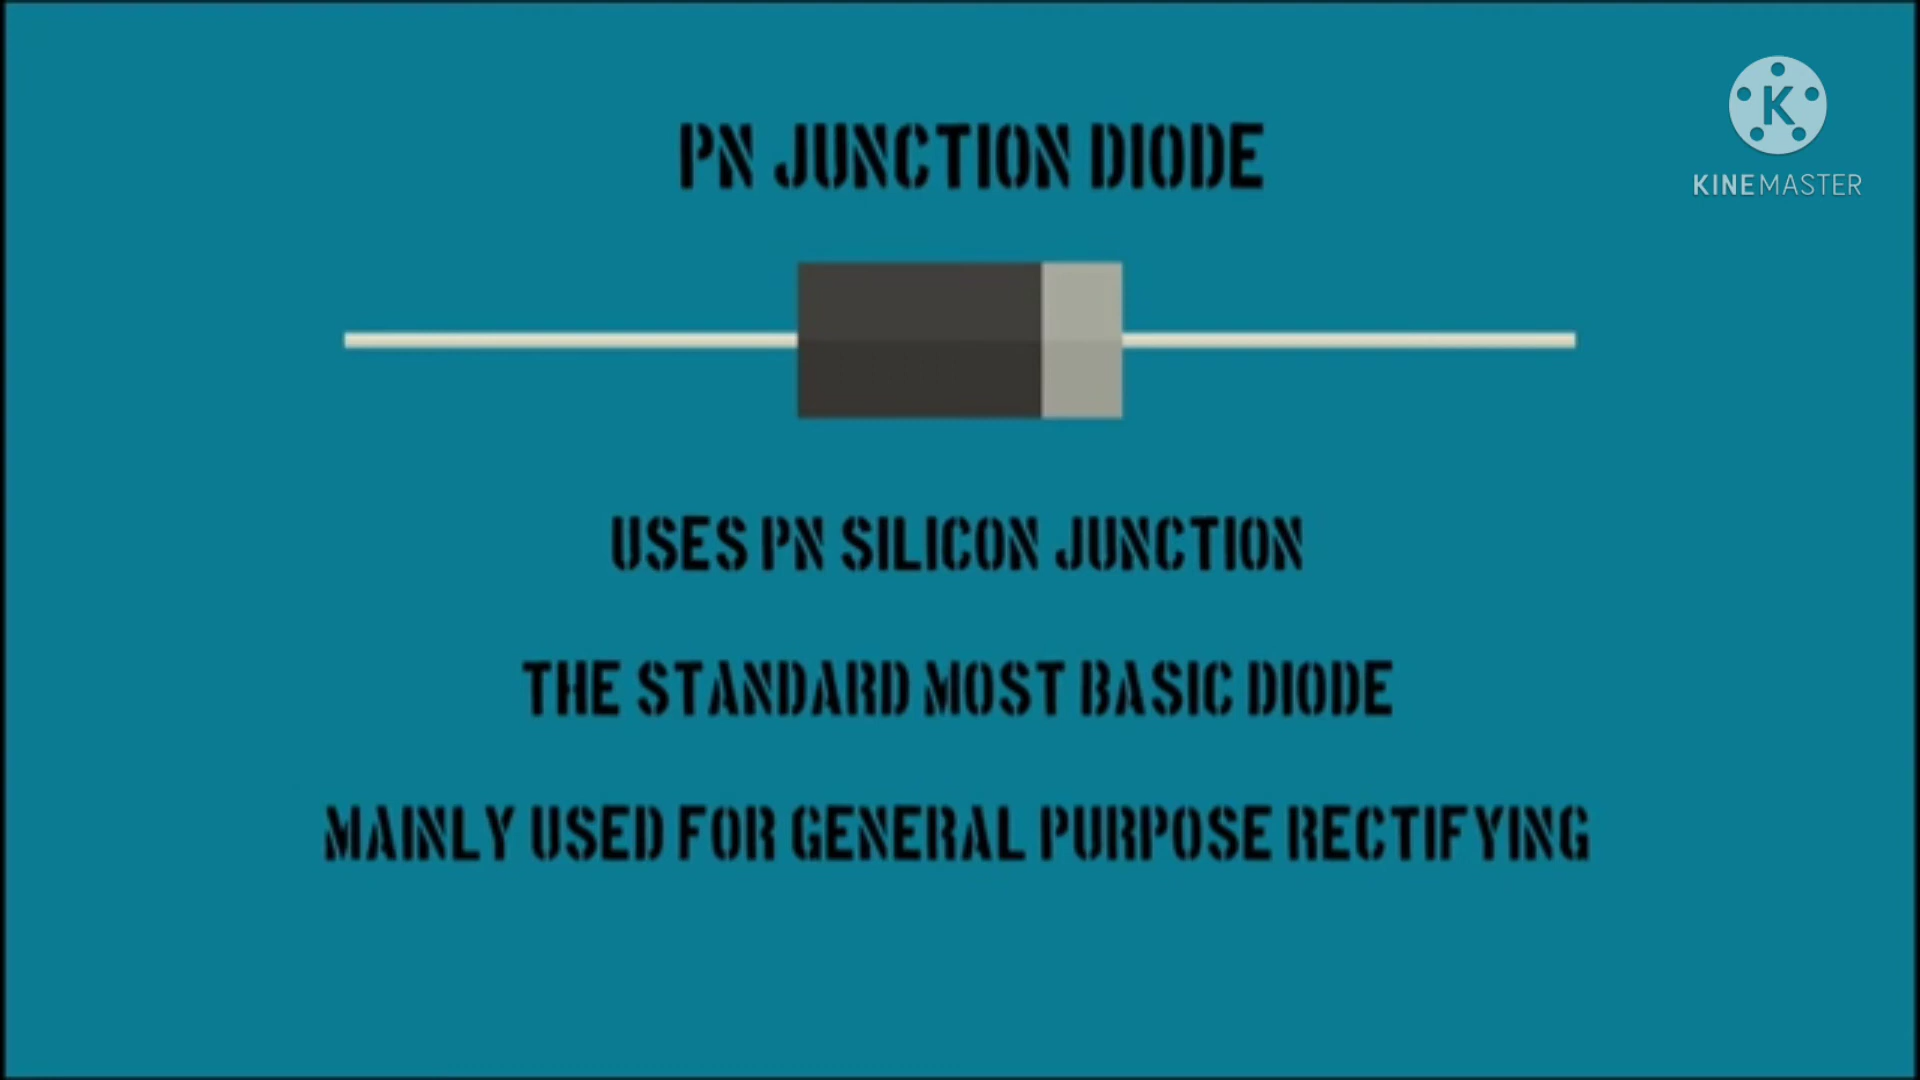 PN JUNCTION DIODE
K
KINEMASTER
USES PN SILICON JUNCTION
THE STANDARD MOST BASIC DIODE
MAINLY USED FOR GENERAL PURPOSE RECTIFYING